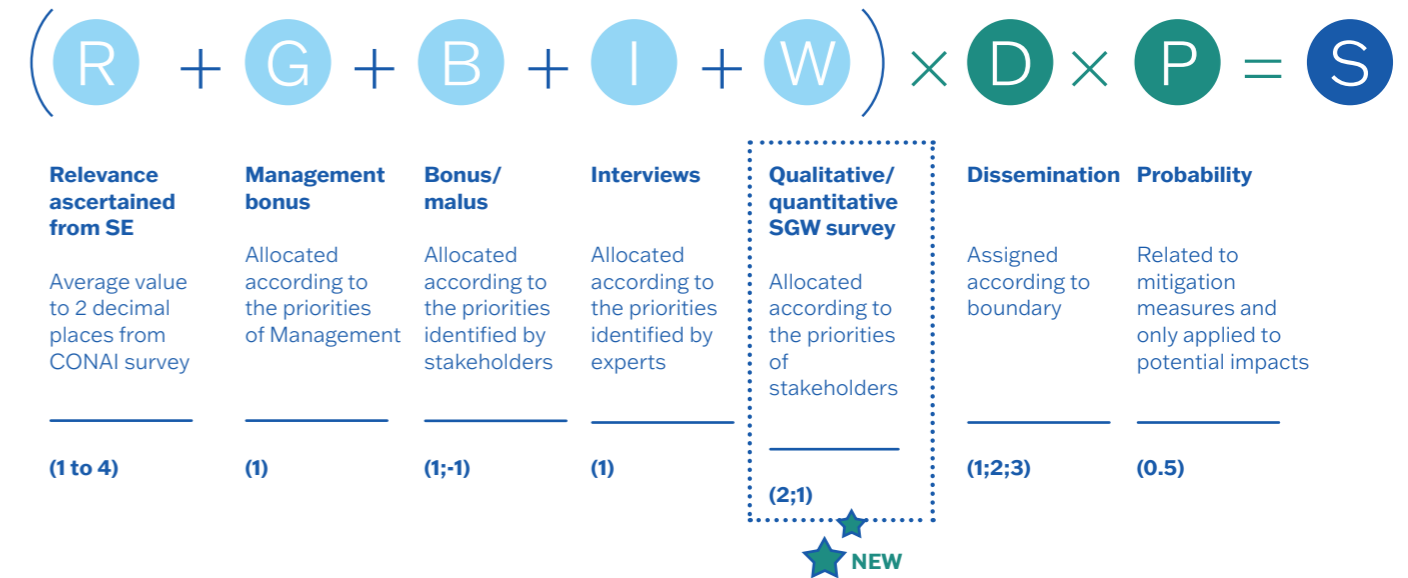 ( R + G + B + I + W ) × D × P = S
Relevance
ascertained
from SE
Average value
to 2 decimal
places from
CONAI survey
(1 to 4)
Management
bonus
Allocated
according to
the priorities
of Management
(1)
Bonus/
malus
Allocated
according to
the priorities
identified by
stakeholders
(1;-1)
Interviews
Allocated
according to
the priorities
identified by
experts
(1)
Qualitative/
quantitative
SGW survey
Allocated
according to
the priorities
of
stakeholders
(2;1)
NEW
Dissemination
Assigned
according to
boundary
(1;2;3)
Probability
Related to
mitigation
measures and
only applied to
potential impacts
(0.5)